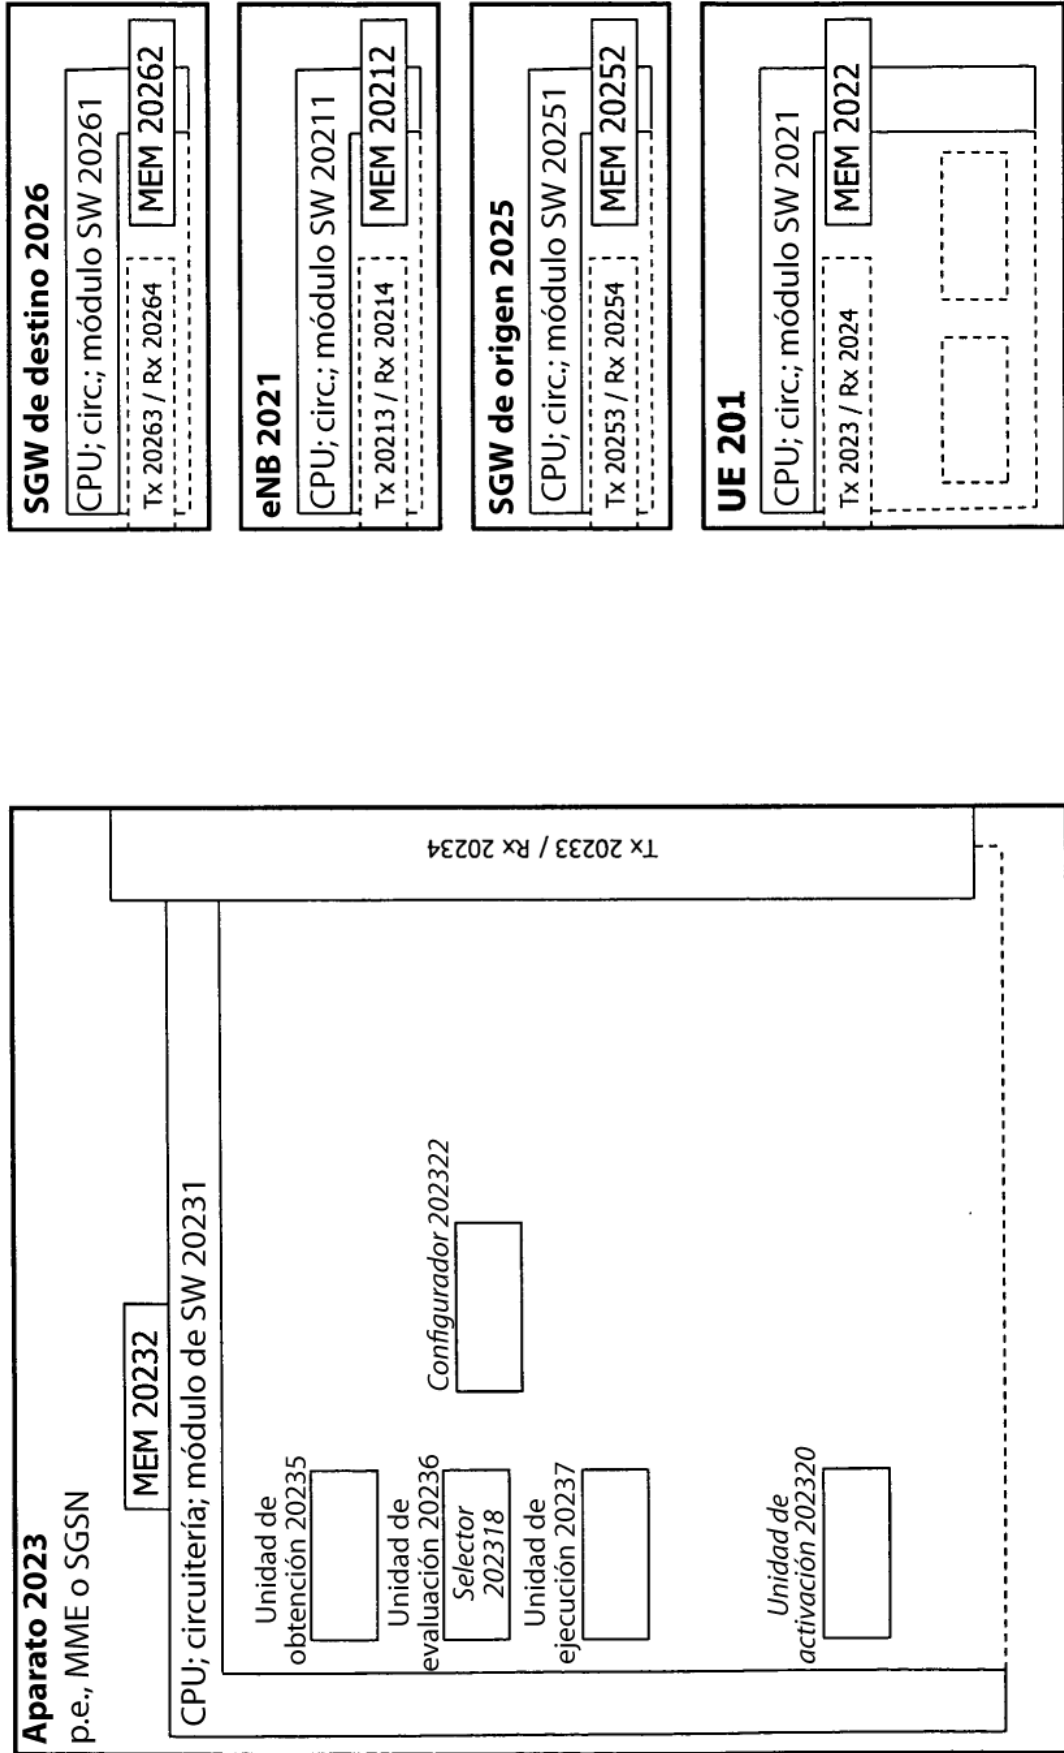 Aparato 2023
p.e., MME o SGSN
MEM 20232
CPU; circuitería; módulo de SW 20231
Unidad de
obtención 20235
Unidad de
evaluación 20236
Selector
202318
Configurador 202322
Unidad de
ejecución 20237
Unidad de
activación 202320
Tx 20233 / Rx 20234
SGW de destino 2026
CPU; circ.; módulo SW 20261
Tx 20263 / Rx 20264
MEM 20262
eNB 2021
CPU; circ.; módulo SW 20211
Tx 20213 / Rx 20214
MEM 20212
SGW de origen 2025
CPU; circ.; módulo SW 20251
Tx 20253 / Rx 20254
MEM 20252
UE 201
CPU; circ.; módulo SW 2021
Tx 2023 / Rx 2024
MEM 2022